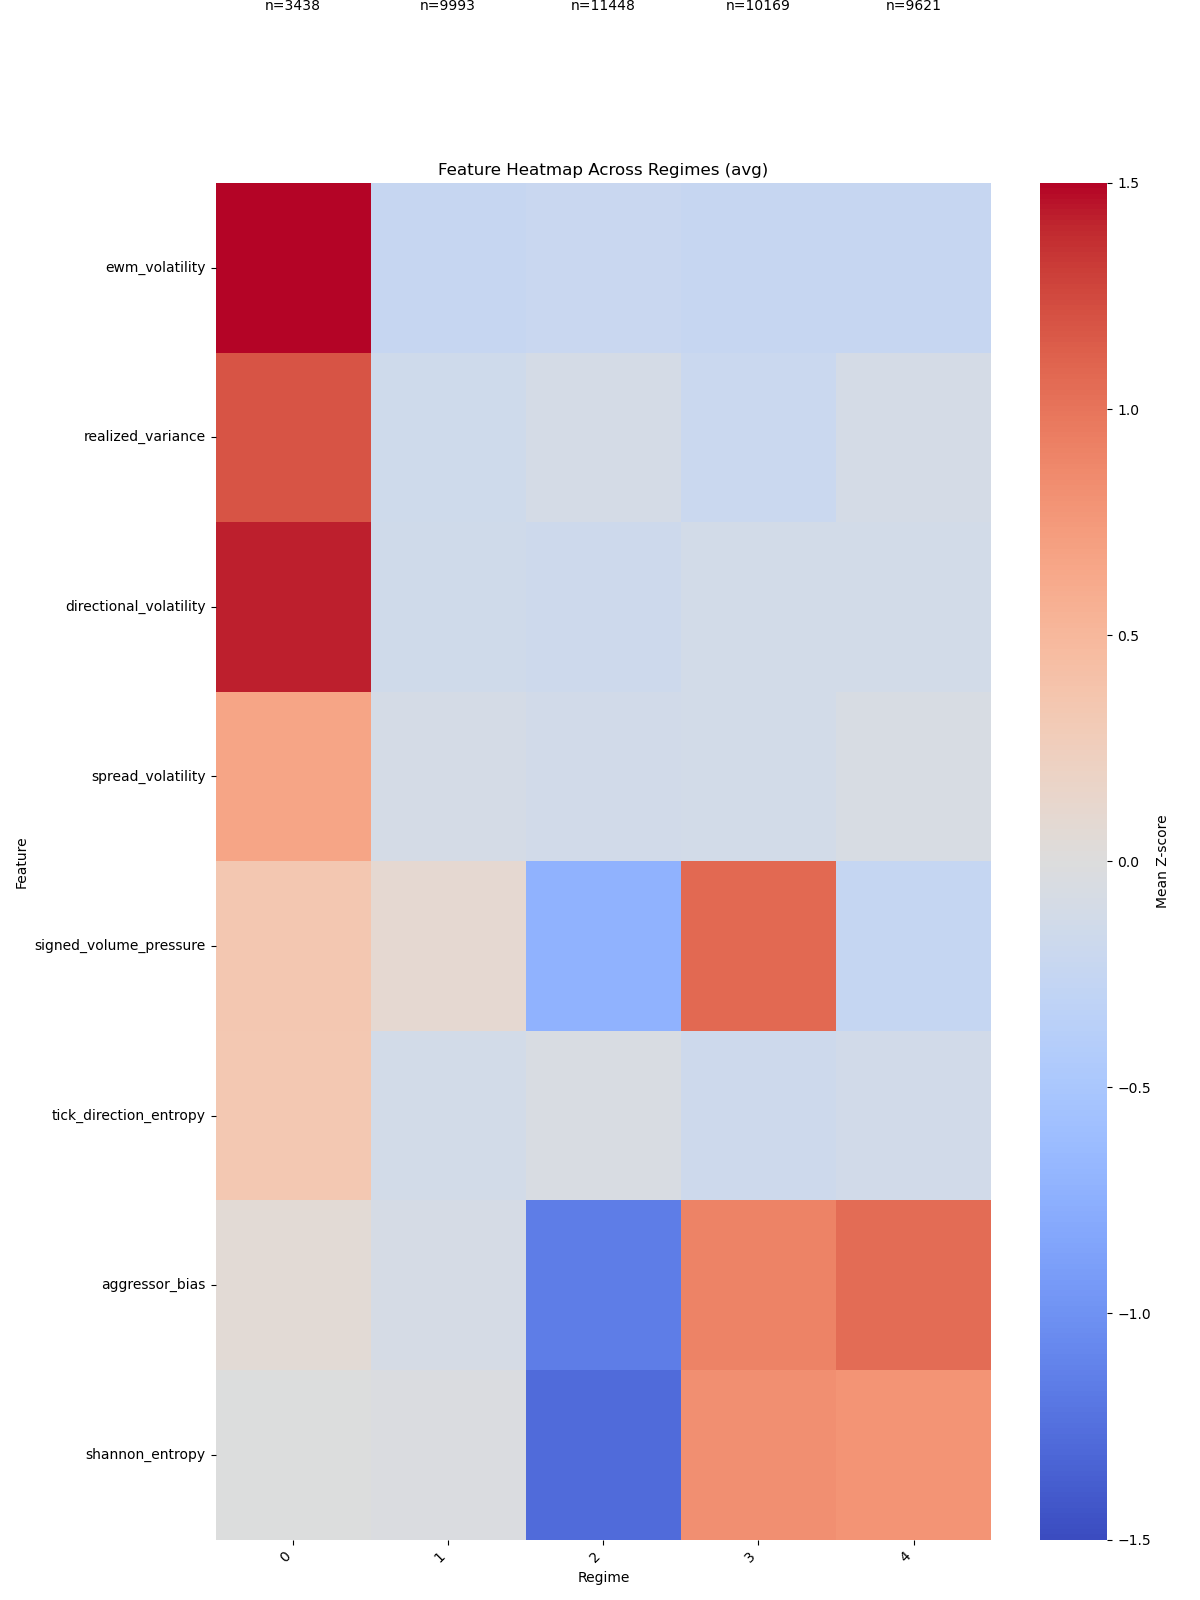 n=3438 n=9993 n=11448 n=10169 n=9621
Feature Heatmap Across Regimes (avg)
ewm_volatility
realized_variance
directional_volatility
spread_volatility
signed_volume_pressure
tick_direction_entropy
aggressor_bias
shannon_entropy
Feature
0 1 2 3 4
Regime
1.5
1.0
0.5
0.0
−0.5
−1.0
−1.5
Mean Z-score